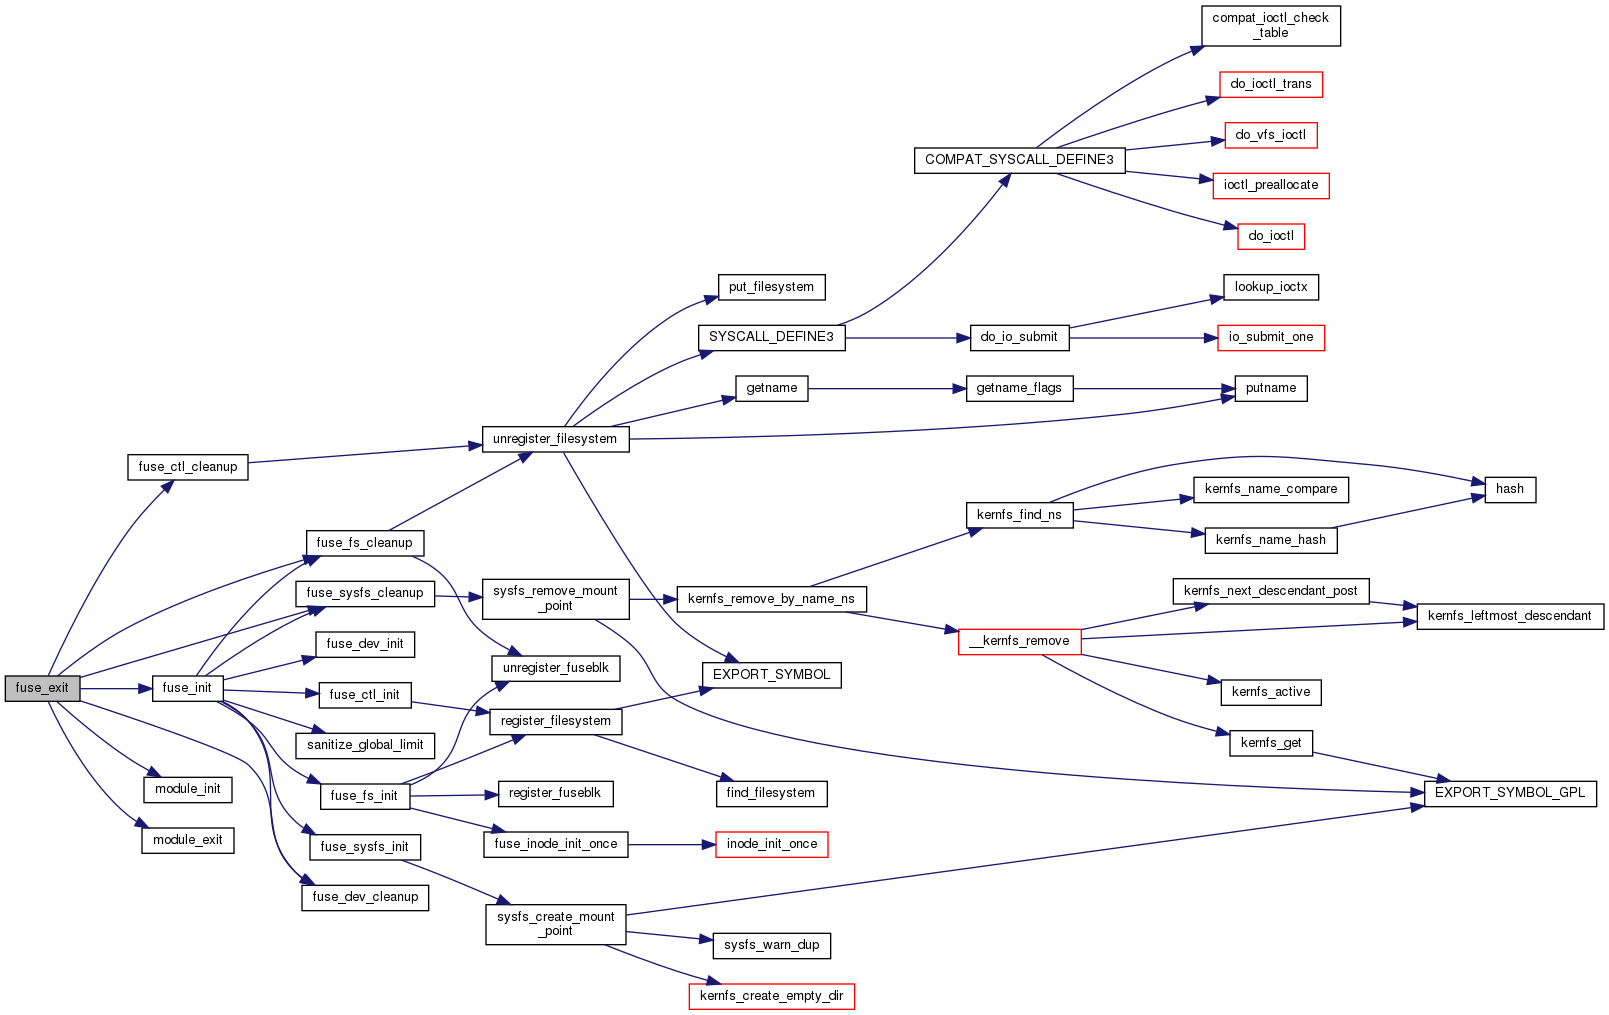 compat_ioctl_check
_table
do_ioctl_trans
do_vfs_ioctl
COMPAT_SYSCALL_DEFINE3
ioctl_preallocate
do_ioctl
put_filesystem
lookup_ioctx
SYSCALL_DEFINE3
do_io_submit
io_submit_one
getname
getname_flags
putname
unregister_filesystem
fuse_ctl_cleanup
kernfs_name_compare
hash
kernfs_find_ns
fuse_fs_cleanup
kernfs_name_hash
fuse_sysfs_cleanup
sysfs_remove_mount
_point
kernfs_remove_by_name_ns
kernfs_next_descendant_post
kernfs_leftmost_descendant
fuse_dev_init
__kernfs_remove
unregister_fuseblk
EXPORT_SYMBOL
fuse_exit
fuse_init
fuse_ctl_init
kernfs_active
register_filesystem
sanitize_global_limit
kernfs_get
module_init
fuse_fs_init
register_fuseblk
find_filesystem
EXPORT_SYMBOL_GPL
module_exit
fuse_sysfs_init
fuse_inode_init_once
inode_init_once
fuse_dev_cleanup
sysfs_create_mount
_point
sysfs_warn_dup
kernfs_create_empty_dir